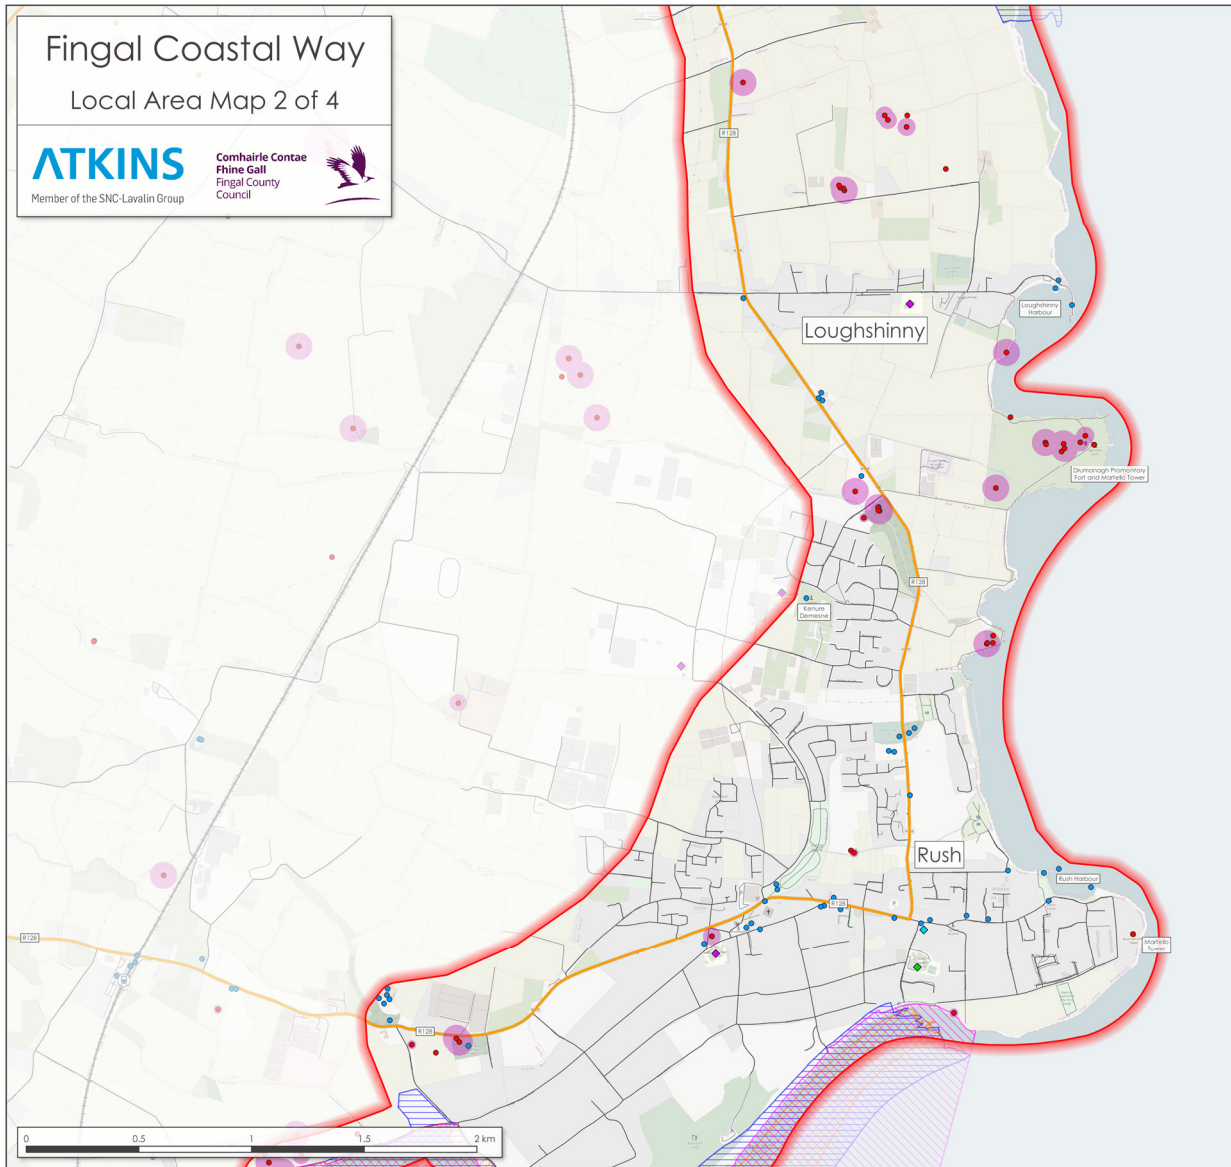 Fingal Coastal Way
Local Area Map 2 of 4
ATKINS
Member of the SNC-Lavalin Group
Comhairle Contae
Fhine Gall
Fingal County
Council
R128
Loughshinny
Harbour
Loughshinny
Drumanagh Promontory
Fort and Martello Tower
R128
Kenure
Demesne
Rush
Rush Harbour
R128
R128
Martello
Tower
R128
0 0.5 1 1.5 2 km